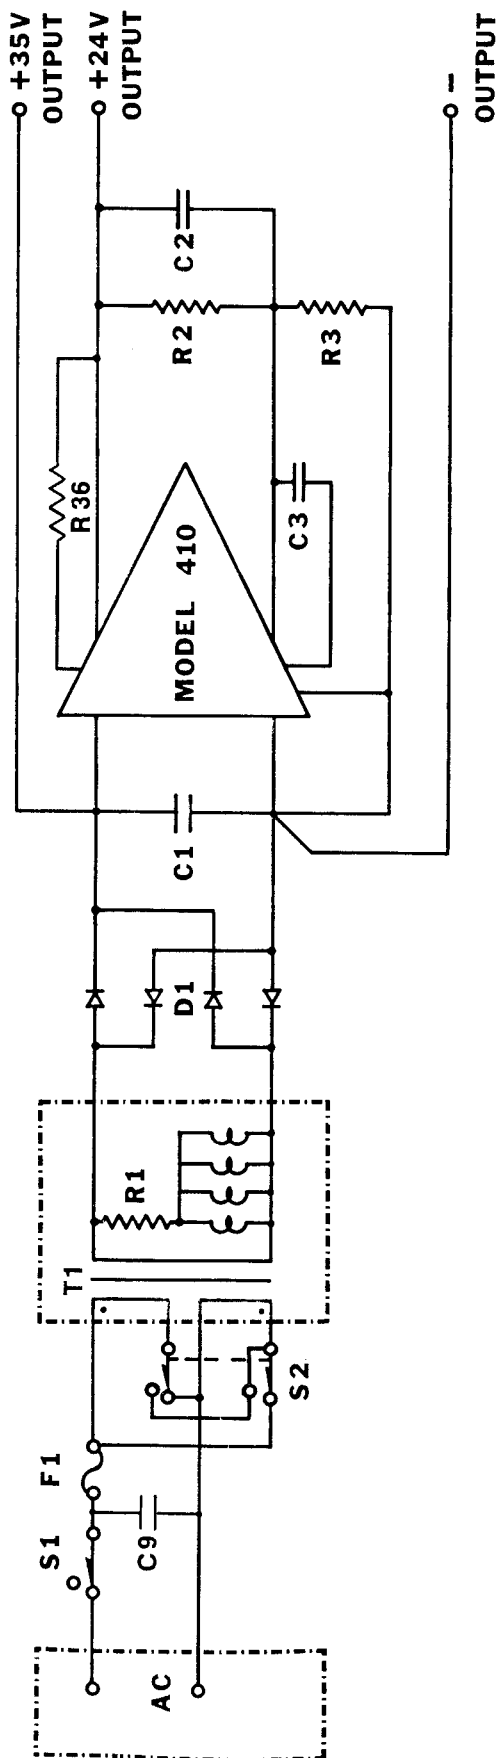 +35V
OUTPUT
+24V
OUTPUT
−
OUTPUT
C2
R2
R3
R36
C3
MODEL 410
C1
D1
R1
T1
S2
F1
S1
C9
AC